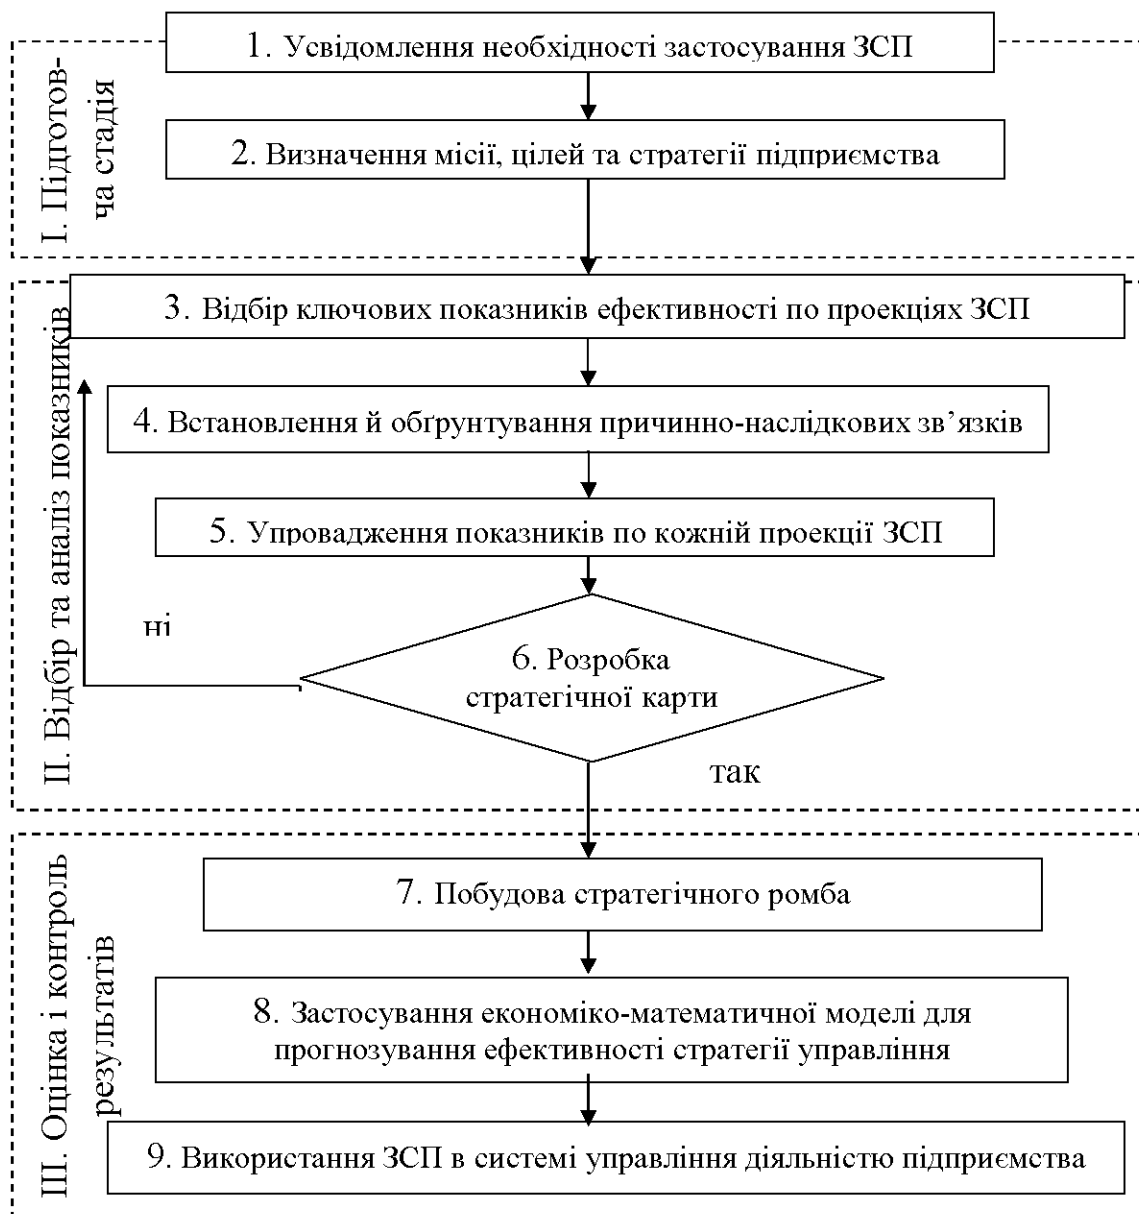 І. Підготов-
ча стадія
1. Усвідомлення необхідності застосування ЗСП
2. Визначення місії, цілей та стратегії підприємства
ІІ. Відбір та аналіз показників
3. Відбір ключових показників ефективності по проекціях ЗСП
4. Встановлення й обґрунтування причинно-наслідкових зв’язків
5. Упровадження показників по кожній проекції ЗСП
ні
6. Розробка
стратегічної карти
так
ІІІ. Оцінка і контроль
результатів
7. Побудова стратегічного ромба
8. Застосування економіко-математичної моделі для
прогнозування ефективності стратегії управління
9. Використання ЗСП в системі управління діяльністю підприємства